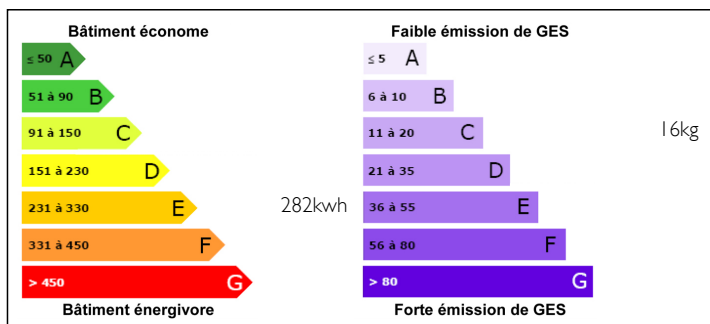 Bâtiment économe
≤ 50 A
51 à 90 B
91 à 150 C
151 à 230 D
231 à 330 E
282kwh
331 à 450 F
> 450 G
Bâtiment énergivore
Faible émission de GES
≤ 5 A
6 à 10 B
11 à 20 C
16kg
21 à 35 D
36 à 55 E
56 à 80 F
> 80 G
Forte émission de GES